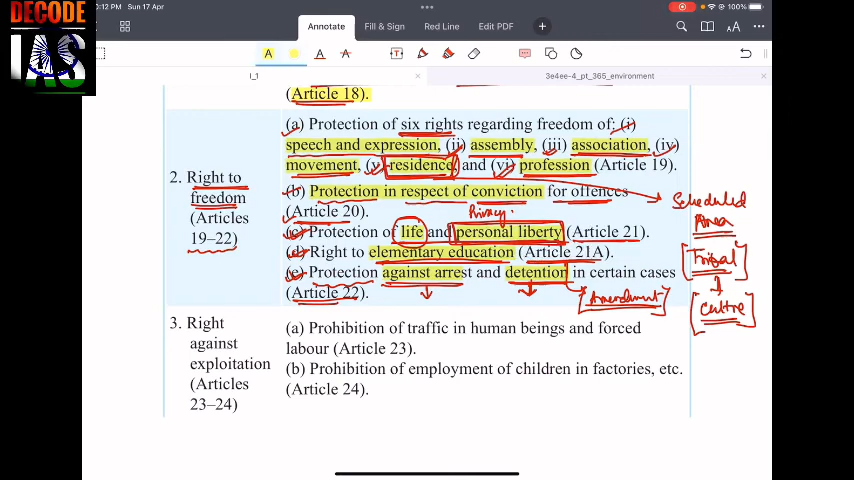 DECODE
IAS
0:12 PM Sun 17 Apr
100%
Annotate
Fill & Sign
Red Line
Edit PDF
AA
A A A T
l_1
3e4ee-4_pt_365_environment
(Article 18).
2. Right to
freedom
(Articles
19–22)
(a) Protection of six rights regarding freedom of: (i)
speech and expression, (ii) assembly, (iii) association, (iv)
movement, (v) residence and (vi) profession (Article 19).
(b) Protection in respect of conviction for offences
(Article 20).
Privacy.
(c) Protection of life and personal liberty (Article 21).
(d) Right to elementary education (Article 21A).
(e) Protection against arrest and detention in certain cases
(Article 22).
Amendment
Scheduled
Area
Tribal
Centre
3. Right
against
exploitation
(Articles
23–24)
(a) Prohibition of traffic in human beings and forced
labour (Article 23).
(b) Prohibition of employment of children in factories, etc.
(Article 24).